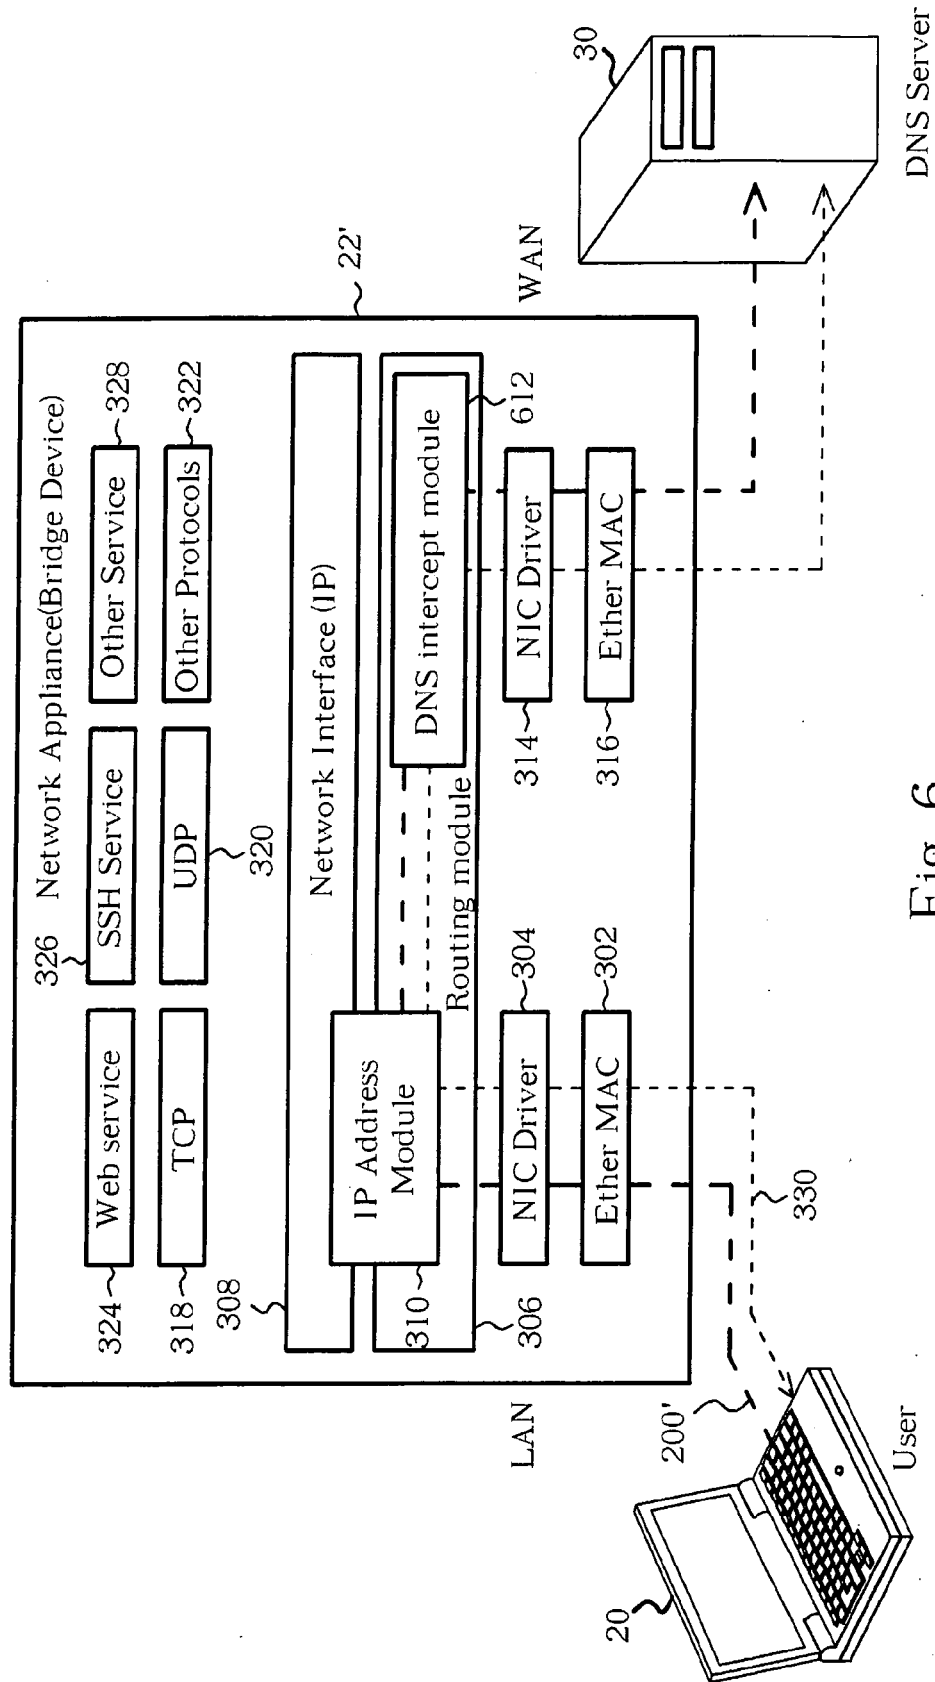 Network Appliance(Bridge Device)
22'
324
Web service
326
SSH Service
Other Service
328
318
TCP
UDP
320
Other Protocols
322
308
Network Interface (IP)
IP Address
Module
310
306
Routing module
DNS intercept module
612
LAN
WAN
NIC Driver
304
314
NIC Driver
Ether MAC
302
316
Ether MAC
20
200'
330
User
30
DNS Server
Fig. 6